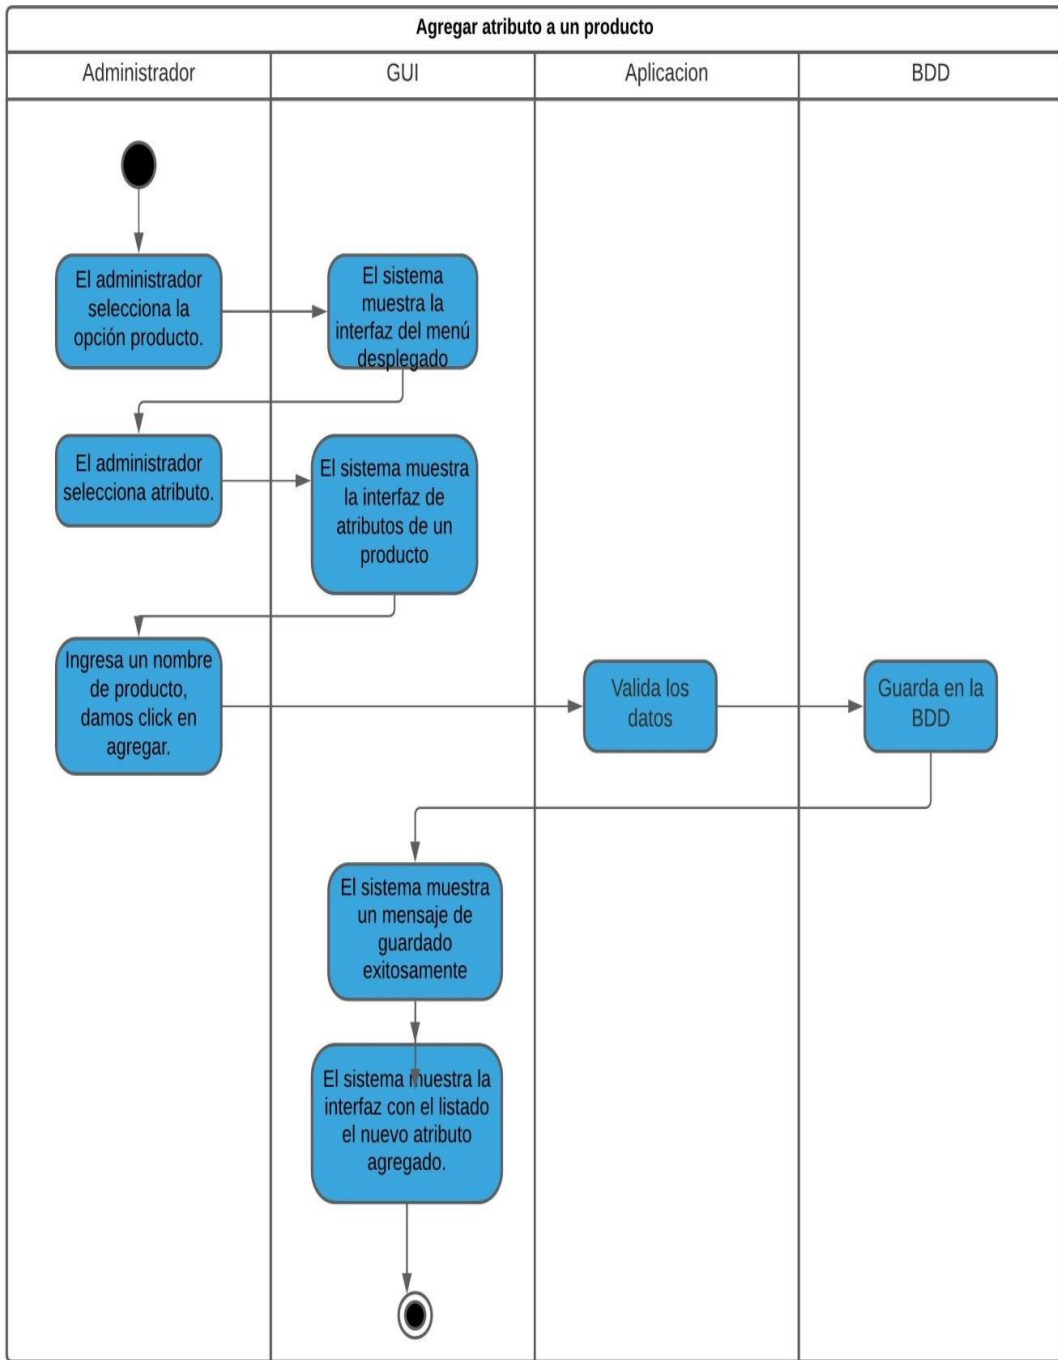 Agregar atributo a un producto
Administrador
GUI
Aplicacion
BDD
El administrador
selecciona la
opción producto.
El sistema
muestra la
interfaz del menú
desplegado
El administrador
selecciona atributo.
El sistema muestra
la interfaz de
atributos de un
producto
Ingresa un nombre
de producto,
damos click en
agregar.
Valida los
datos
Guarda en la
BDD
El sistema muestra
un mensaje de
guardado
exitosamente
El sistema muestra la
interfaz con el listado
el nuevo atributo
agregado.